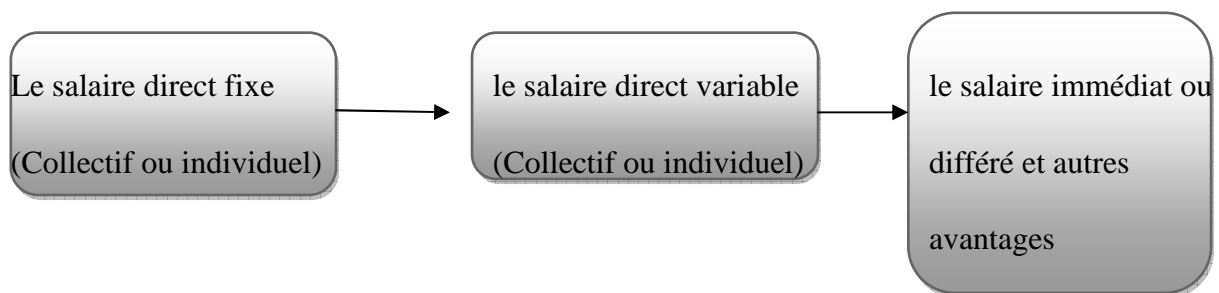 Le salaire direct fixe
(Collectif ou individuel)
le salaire direct variable
(Collectif ou individuel)
le salaire immédiat ou
différé et autres
avantages